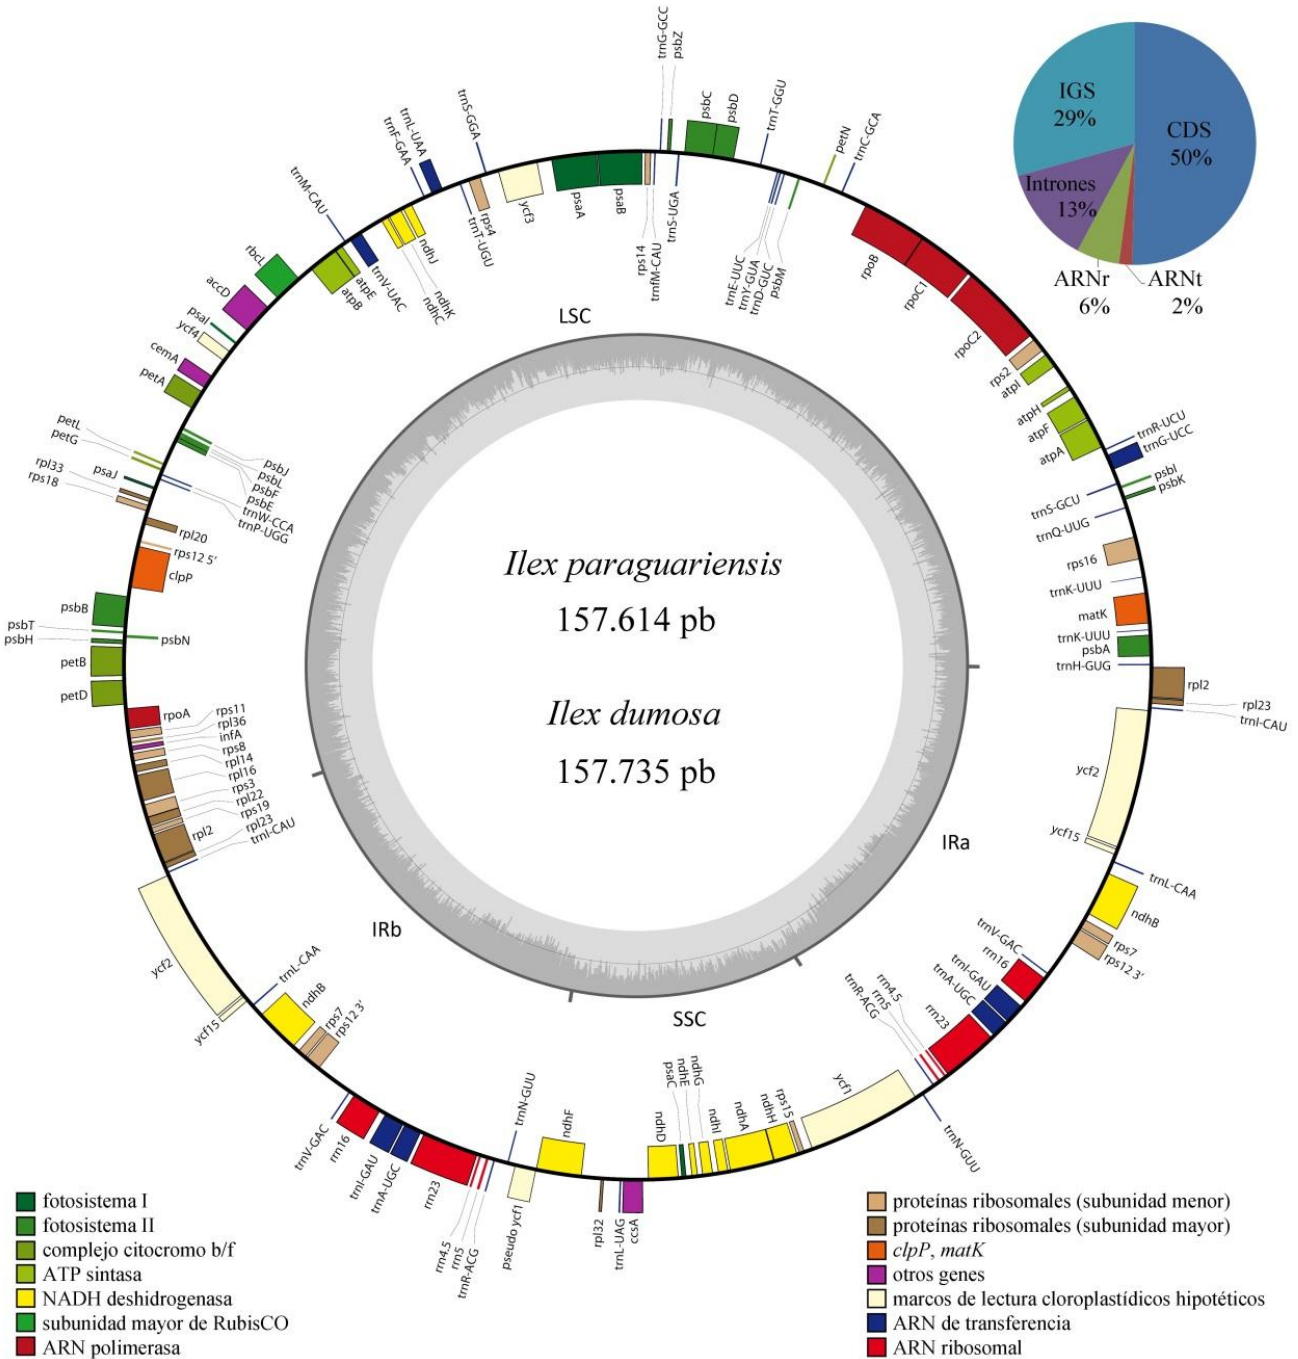 trnG-GCC
psbZ
psbC
psbD
trnT-GGU
petN
trnC-GCA
trnS-GGA
trnL-UAA
trnF-GAA
trnM-CAU
rbcL
accD
psaI
ycf4
cemA
petA
petL
petG
psaJ
rpl33
rps18
psbB
psbT
psbH
petB
petD
rpoB
rpoC1
rpoC2
rps2
atpI
atpH
atpF
atpA
trnR-UCU
trnG-UCC
psbI
psbK
trnS-GCU
trnQ-UUG
rps16
trnK-UUU
matK
trnK-UUU
psbA
trnH-GUG
rpl2
rpl23
trnI-CAU
ycf3
psaA
psaB
rps14
trnfM-CAU
trnS-UGA
trnE-UUC
trnY-GUA
trnD-GUC
psbM
rps4
trnT-UGU
ndhJ
ndhK
ndhC
trnV-UAC
atpE
atpB
psbJ
psbL
psbF
psbE
trnW-CCA
trnP-UGG
rpl20
rps12 5'
clpP
psbN
rpoA
rps11
rpl36
infA
rps8
rpl14
rpl16
rps3
rpl22
rps19
rpl2
rpl23
trnI-CAU
ycf2
ycf15
trnL-CAA
ndhB
rps7
rps12 3'
trnV-GAC
rrn16
trnI-GAU
trnA-UGC
rrn23
rrn4.5
rrn5
trnR-ACG
trnN-GUU
pseudo ycf1
ndhF
rpl32
trnL-UAG
ccsA
ndhD
psaC
ndhE
ndhG
ndhI
ndhA
ndhH
rps15
ycf1
trnN-GUU
trnR-ACG
rrn5
rrn4.5
rrn23
trnA-UGC
trnI-GAU
rrn16
trnV-GAC
rps12 3'
rps7
ndhB
trnL-CAA
ycf15
ycf2
LSC
IRa
SSC
IRb
Ilex paraguariensis
157.614 pb
Ilex dumosa
157.735 pb
IGS
29%
CDS
50%
Intrones
13%
ARNr
6%
ARNt
2%
fotosistema I
fotosistema II
complejo citocromo b/f
ATP sintasa
NADH deshidrogenasa
subunidad mayor de RubisCO
ARN polimerasa
proteínas ribosomales (subunidad menor)
proteínas ribosomales (subunidad mayor)
clpP, matK
otros genes
marcos de lectura cloroplastídicos hipotéticos
ARN de transferencia
ARN ribosomal